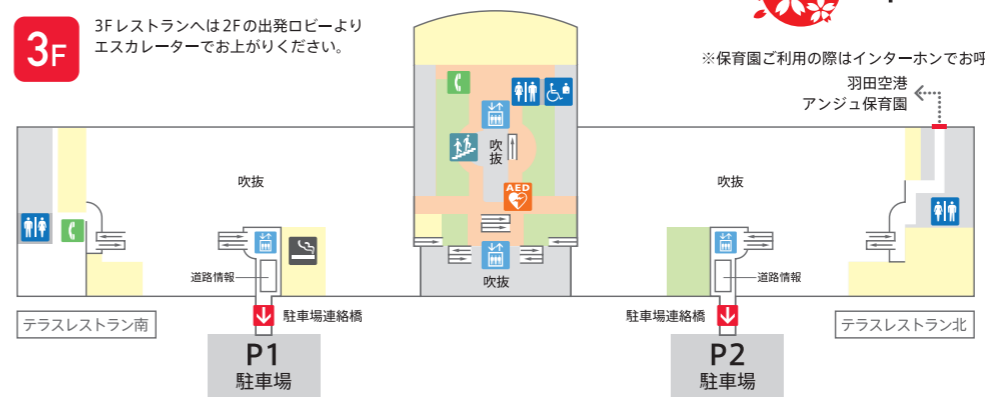 3F
3Fレストランへは2Fの出発ロビーより
エスカレーターでお上がりください。
※保育園ご利用の際はインターホンでお呼
羽田空港
アンジュ保育園
吹抜
吹抜
吹抜
AED
吹抜
道路情報
道路情報
テラスレストラン南
駐車場連絡橋
駐車場連絡橋
テラスレストラン北
P1
駐車場
P2
駐車場